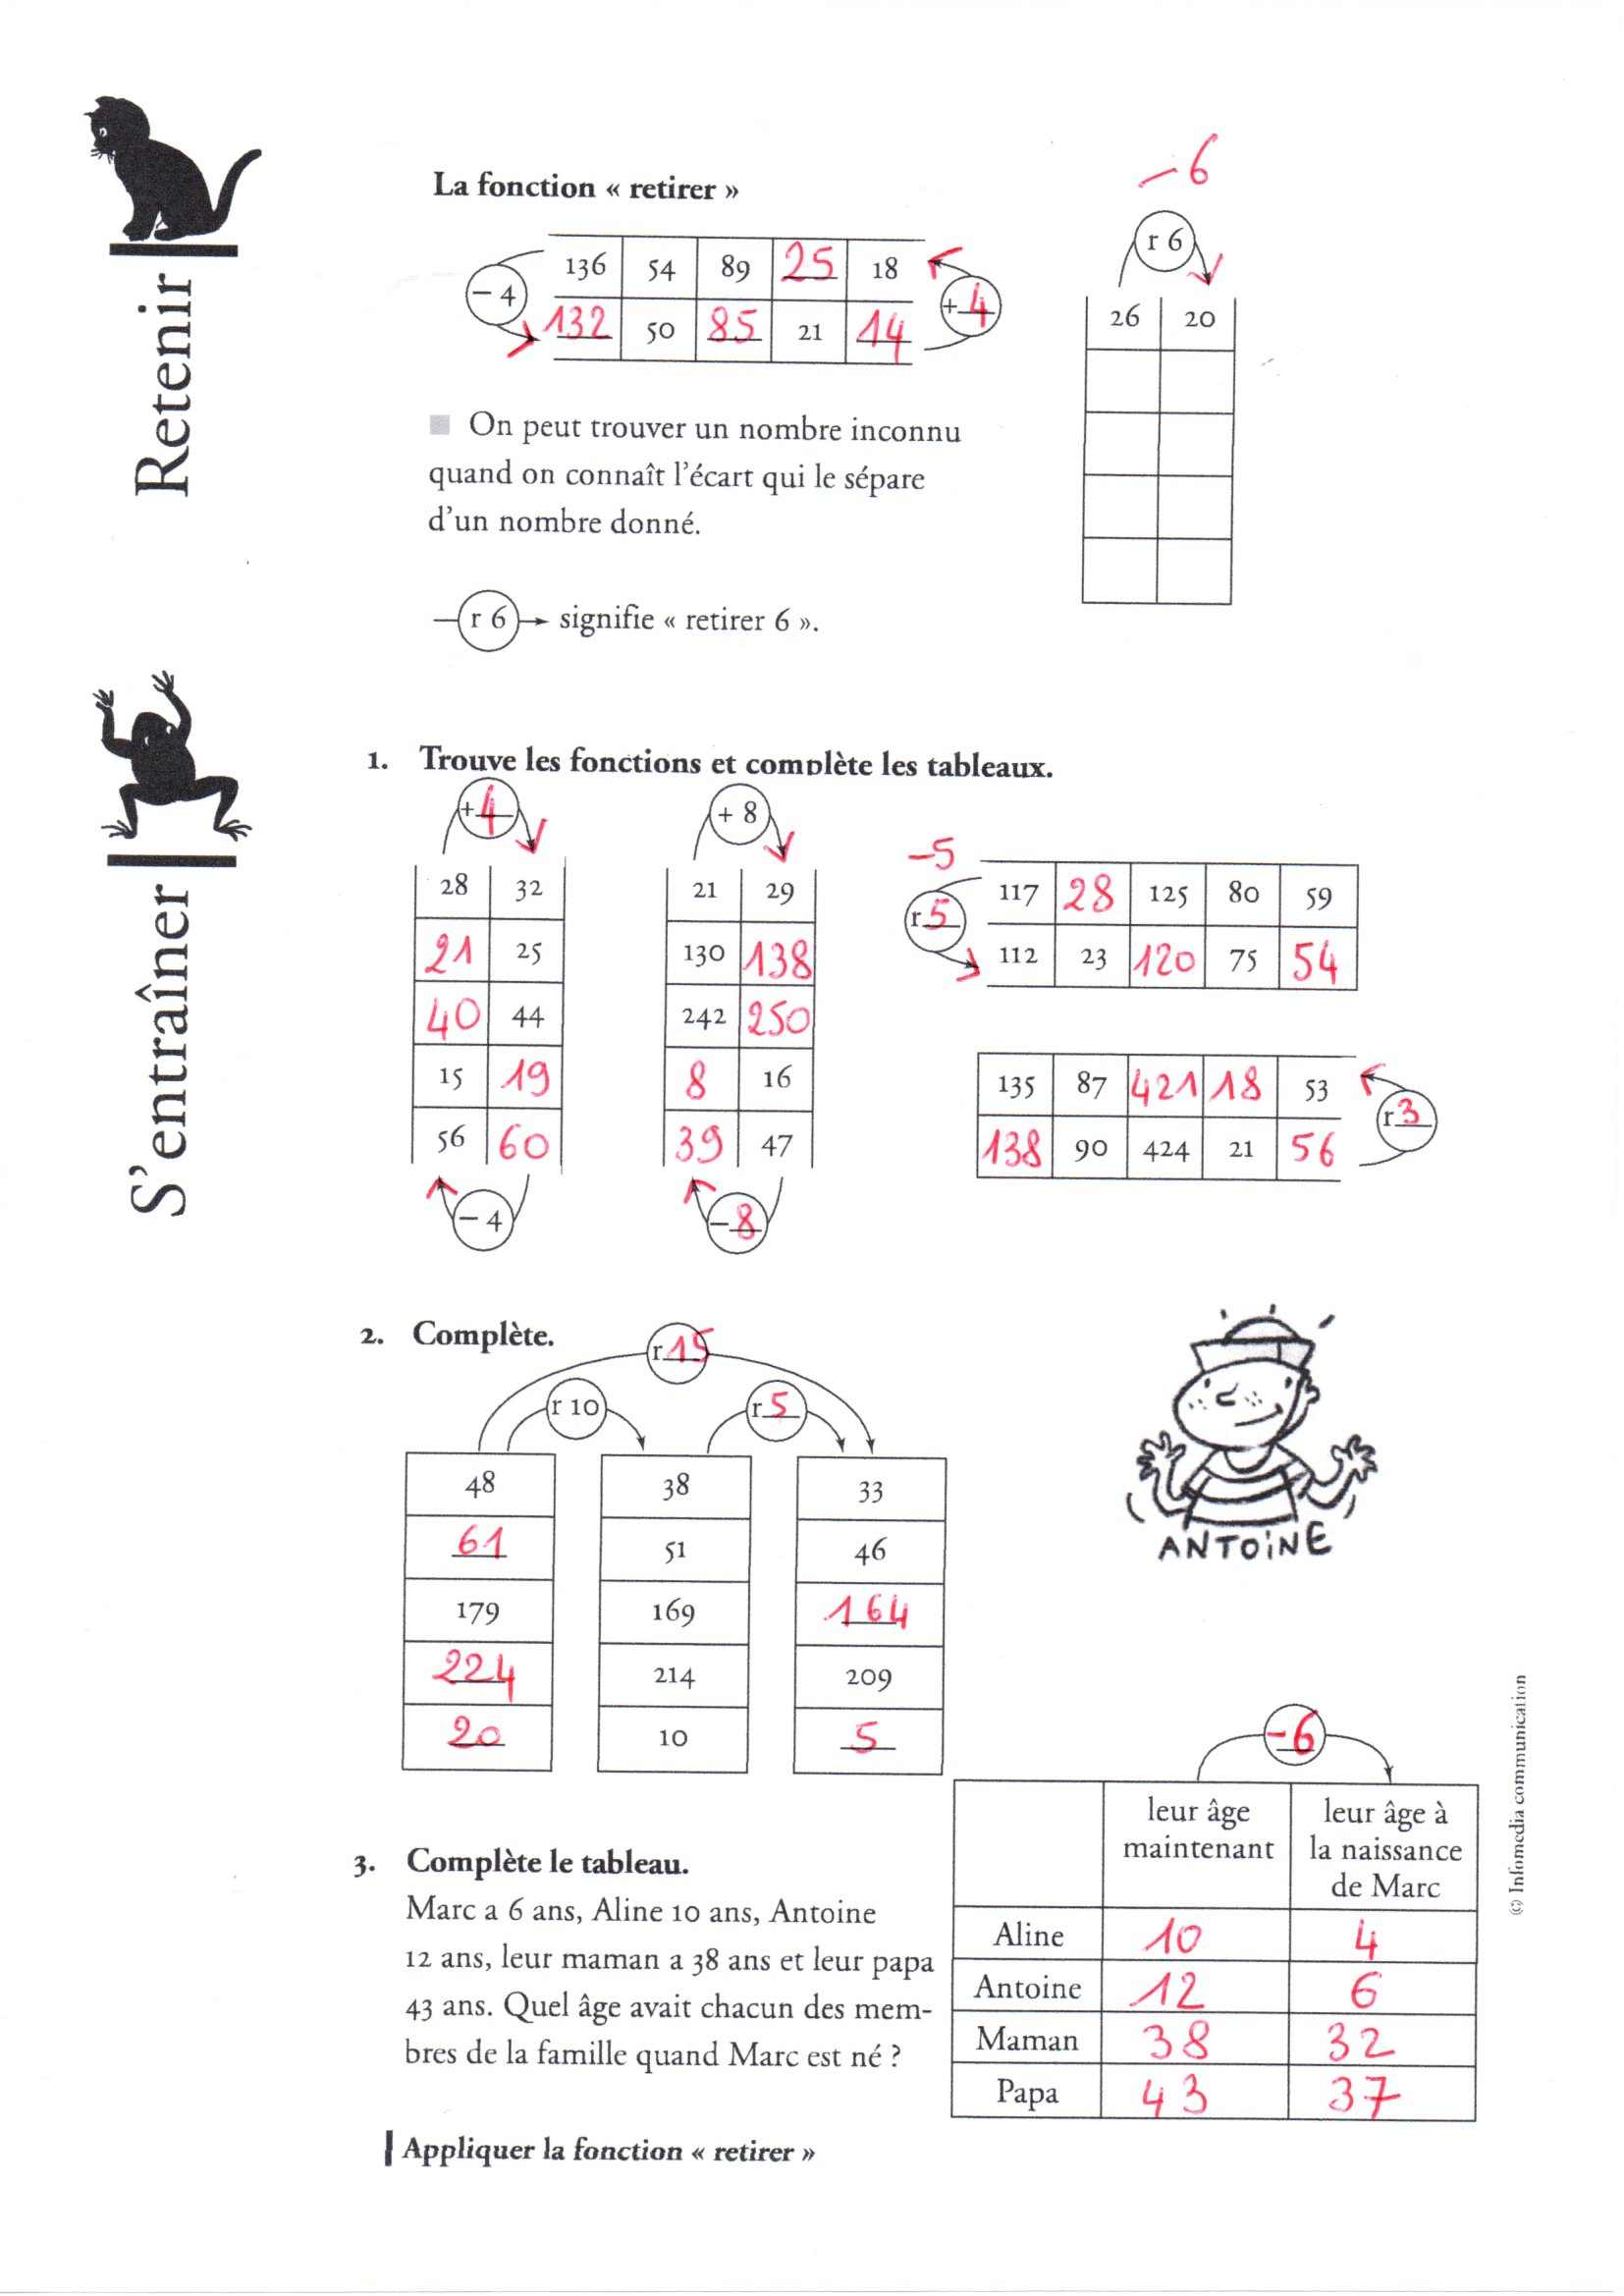 Retenir
La fonction « retirer »
- 4
136 54 89 25 18
132 50 85 21 14
+ 4
-6
r 6
26 20
On peut trouver un nombre inconnu
quand on connaît l'écart qui le sépare
d'un nombre donné.
r 6 signifie « retirer 6 ».
S'entraîner
1. Trouve les fonctions et complète les tableaux.
+ 4
28 32
21 25
40 44
15 19
56 60
- 4
+ 8
21 29
130 138
242 250
8 16
39 47
- 8
-5
r 5
117 28 125 80 59
112 23 120 75 54
135 87 421 18 53
138 90 424 21 56
r 3
2. Complète.
r 15
r 10 r 5
48 38 33
61 51 46
179 169 164
224 214 209
20 10 5
ANTOINE
3. Complète le tableau.
Marc a 6 ans, Aline 10 ans, Antoine
12 ans, leur maman a 38 ans et leur papa
43 ans. Quel âge avait chacun des mem-
bres de la famille quand Marc est né ?
-6
leur âge
maintenant
leur âge à
la naissance
de Marc
Aline 10 4
Antoine 12 6
Maman 38 32
Papa 43 37
Appliquer la fonction « retirer »
© Infomedia communication